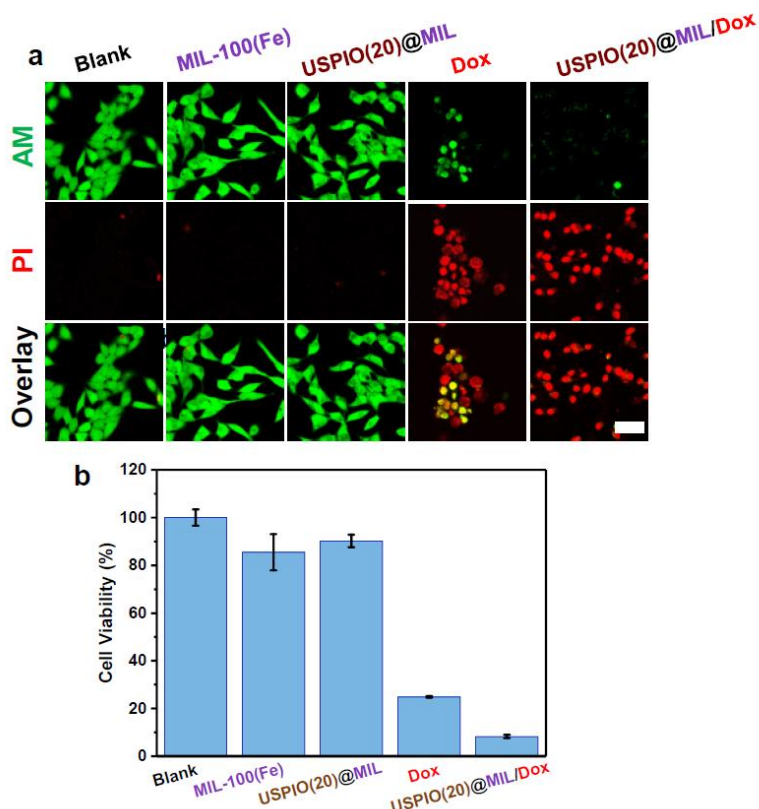 a
Blank
MIL-100(Fe)
USPIO(20)@MIL
Dox
USPIO(20)@MIL/Dox
AM
PI
Overlay
b
Cell Viability (%)
120
100
80
60
40
20
0
Blank
MIL-100(Fe)
USPIO(20)@MIL
Dox
USPIO(20)@MIL/Dox